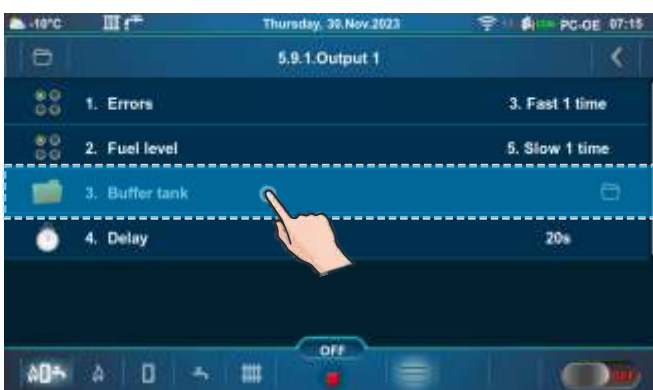 -10°C Thursday, 30.Nov.2023 PC-OE 07:15
5.9.1.Output 1
1. Errors 3. Fast 1 time
2. Fuel level 5. Slow 1 time
3. Buffer tank
4. Delay 20s
OFF
OFF